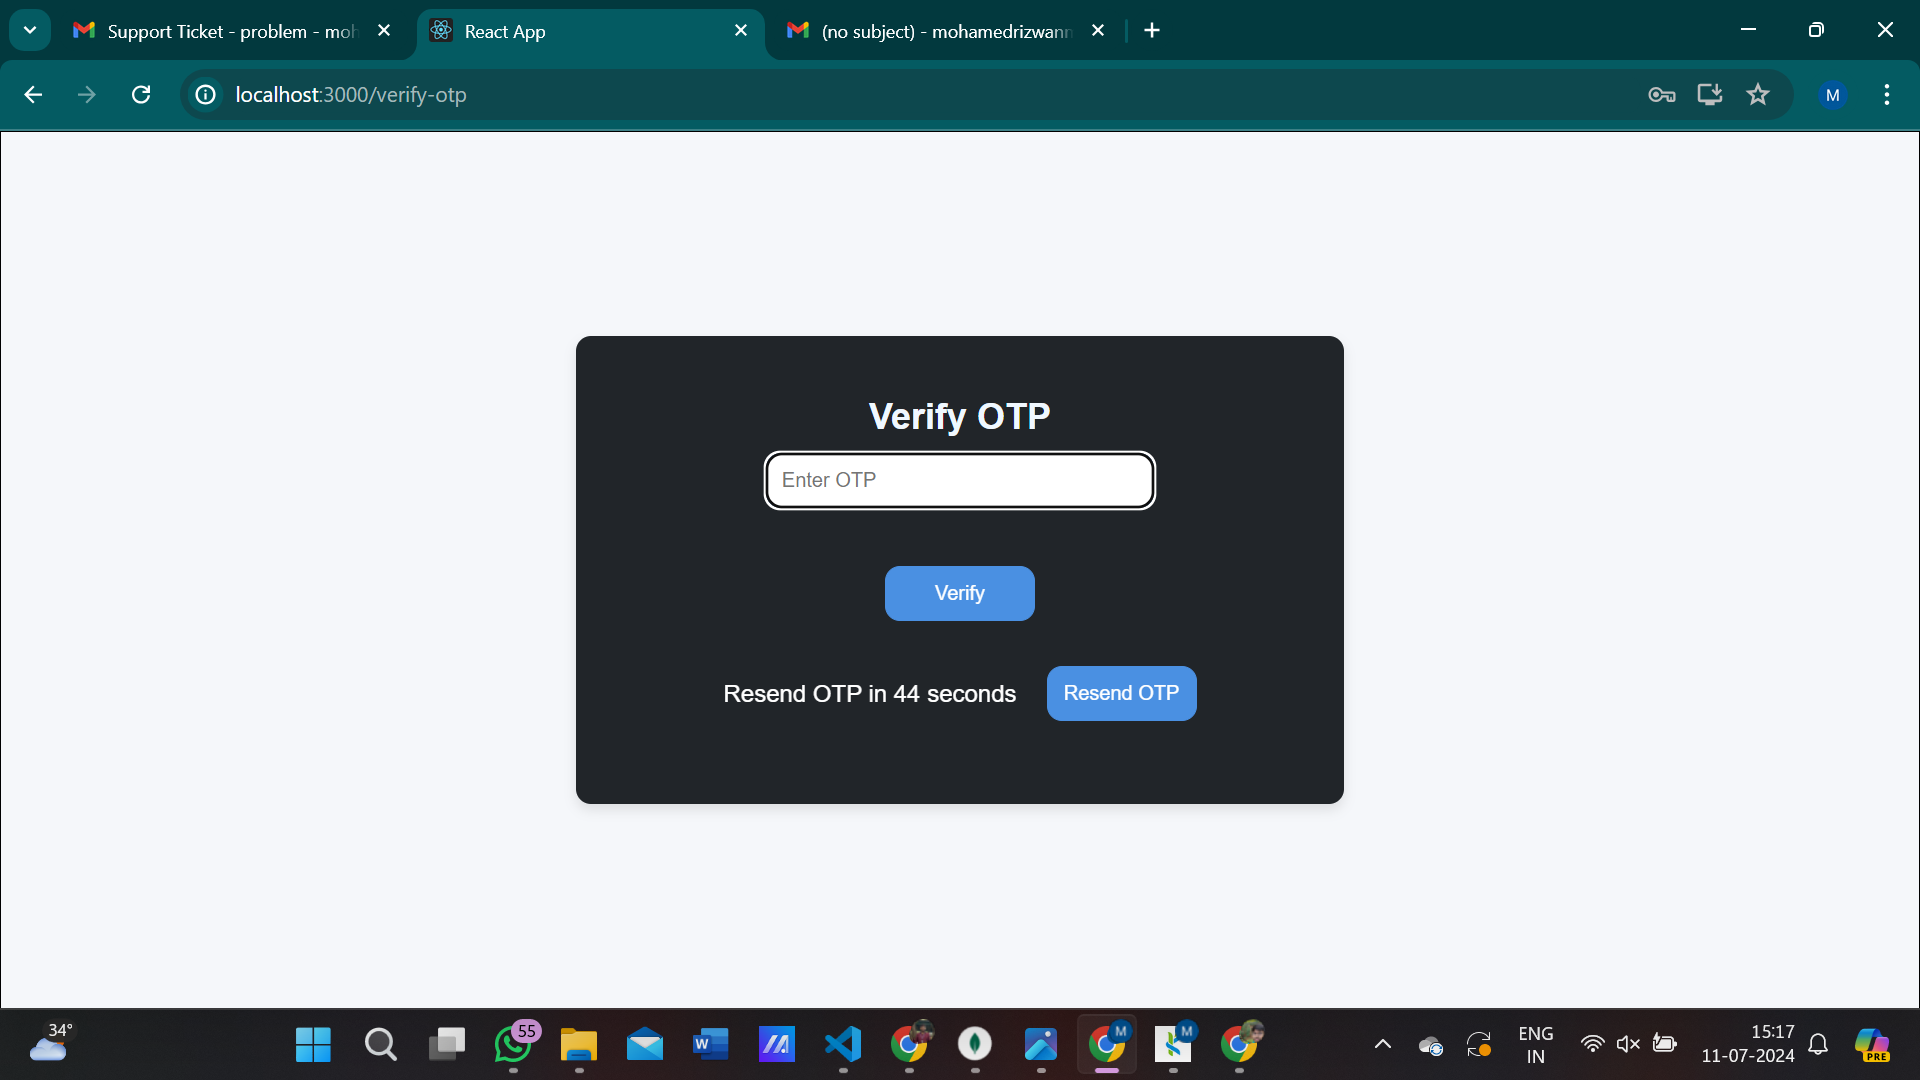 Support Ticket - problem - moh
React App
(no subject) - mohamedrizwann
localhost:3000/verify-otp
M
Verify OTP
Enter OTP
Verify
Resend OTP in 44 seconds
Resend OTP
34°
55
W
M
M
ENG
IN
15:17
11-07-2024
PRE